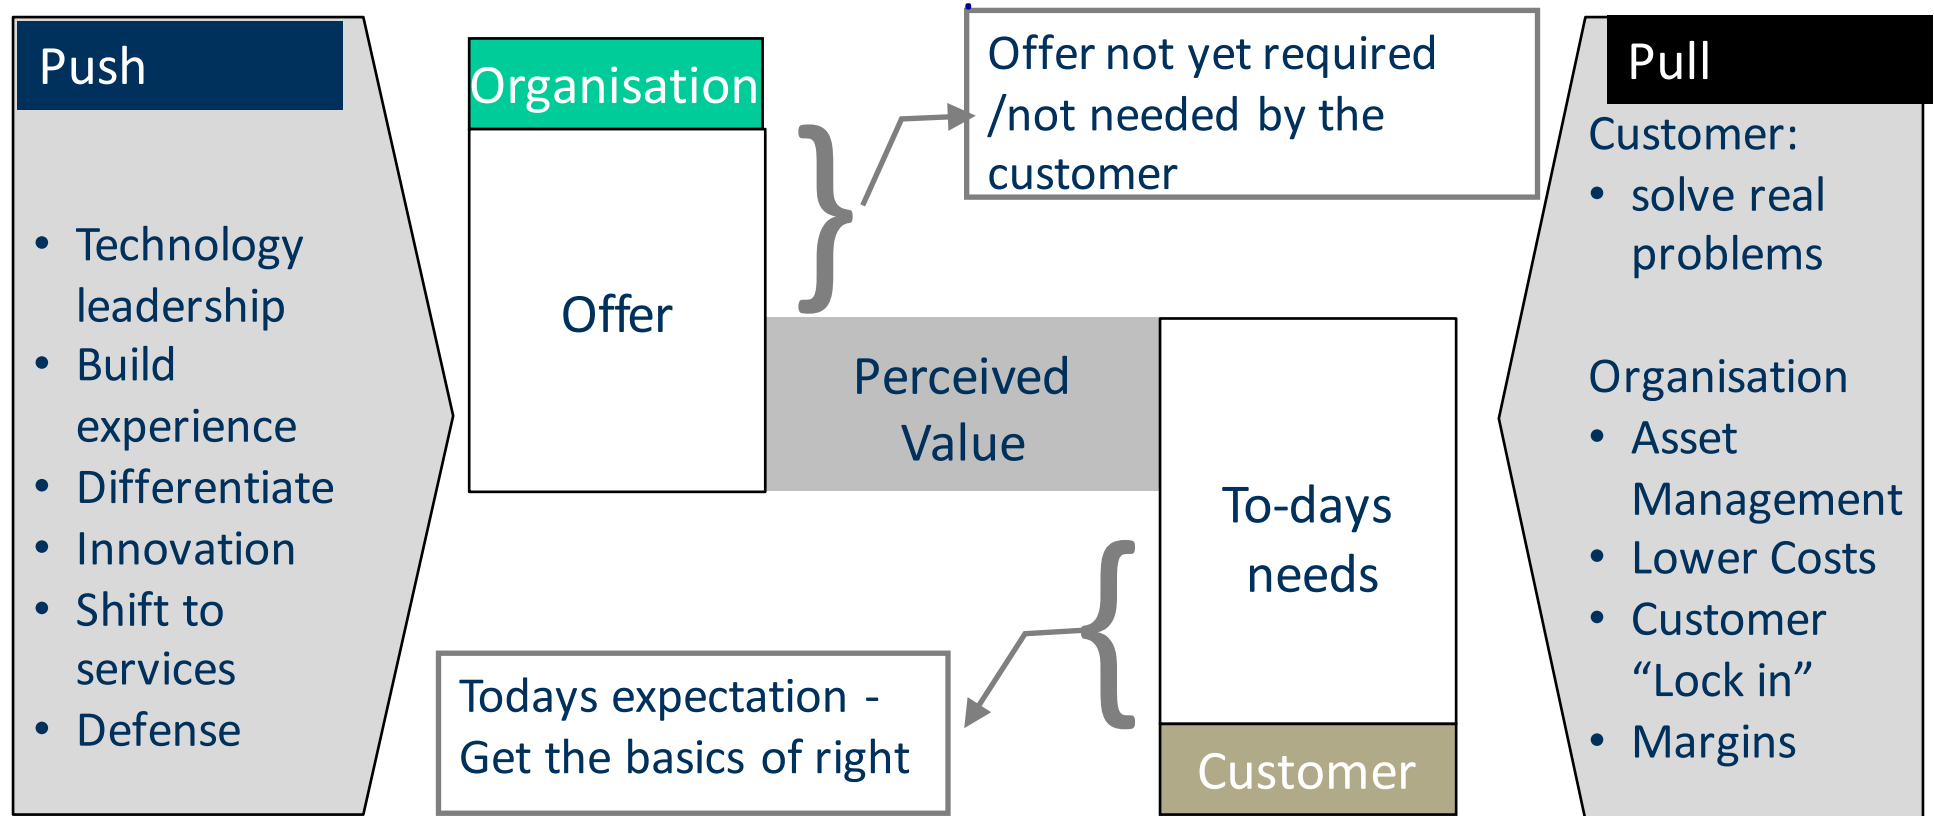 Push
• Technology
leadership
• Build
experience
• Differentiate
• Innovation
• Shift to
services
• Defense
Organisation
Offer
Offer not yet required
/not needed by the
customer
Perceived
Value
To-days
needs
Customer
Todays expectation -
Get the basics of right
Pull
Customer:
• solve real
problems
Organisation
• Asset
Management
• Lower Costs
• Customer
“Lock in”
• Margins